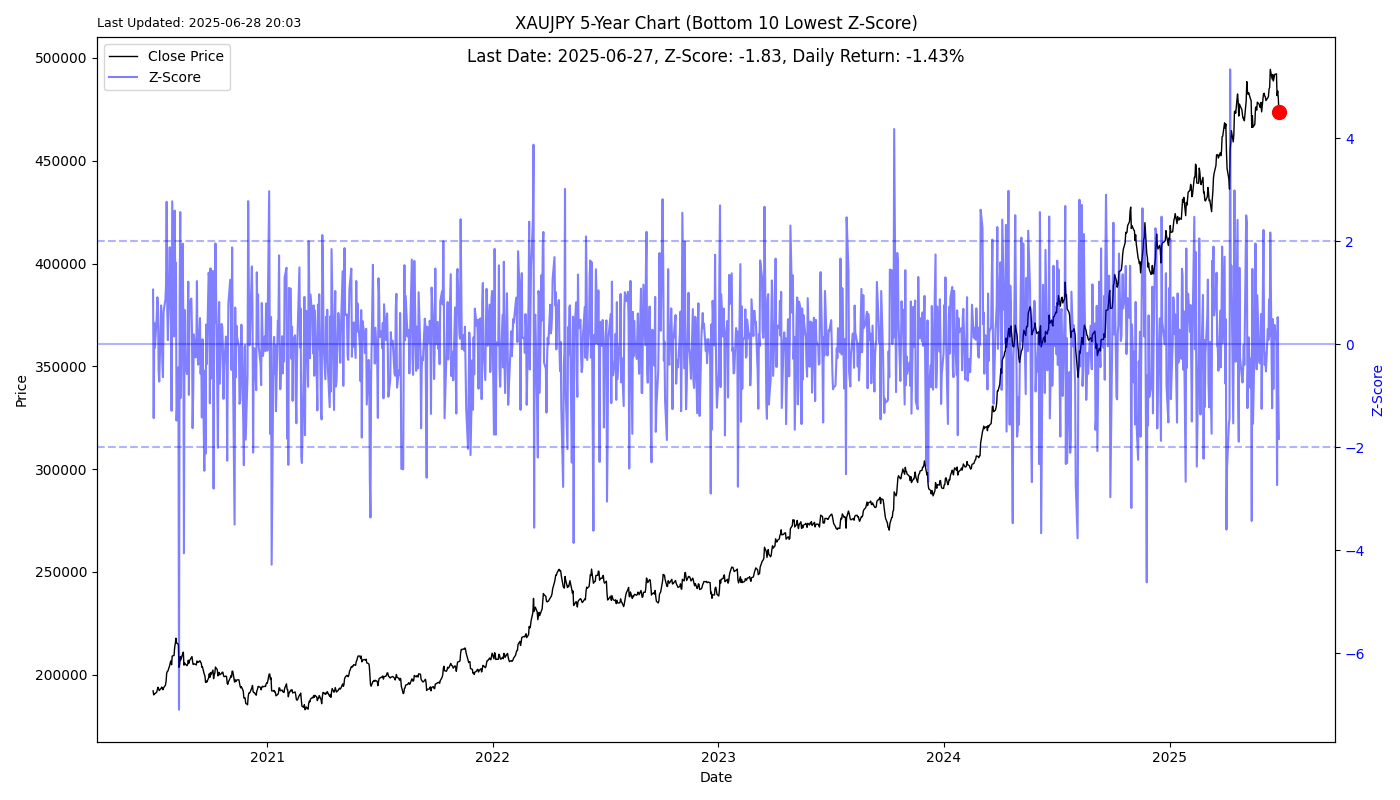 Last Updated: 2025-06-28 20:03
XAUJPY 5-Year Chart (Bottom 10 Lowest Z-Score)
Last Date: 2025-06-27, Z-Score: -1.83, Daily Return: -1.43%
Close Price
Z-Score
500000
450000
400000
350000
300000
250000
200000
Price
4
2
0
−2
−4
−6
Z-Score
2021
2022
2023
2024
2025
Date